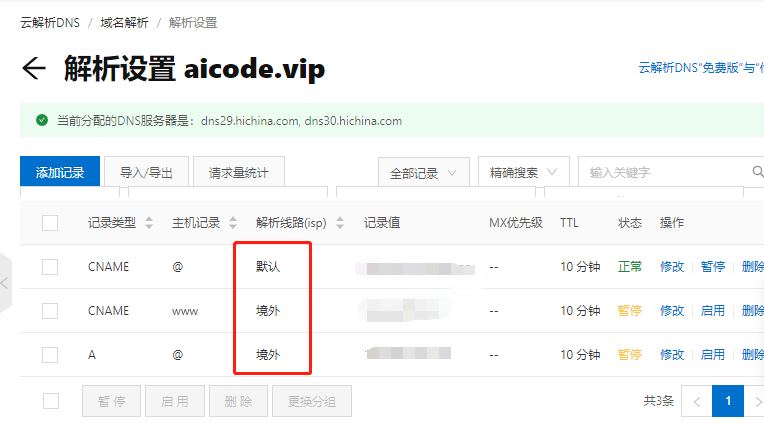 云解析DNS / 域名解析 / 解析设置
解析设置 aicode.vip
云解析DNS“免费版”与“
当前分配的DNS服务器是：dns29.hichina.com, dns30.hichina.com
添加记录 导入/导出 请求量统计 全部记录 精确搜索 输入关键字
记录类型 主机记录 解析线路(isp) 记录值 MX优先级 TTL 状态 操作
CNAME @ 默认 -- 10 分钟 正常 修改 暂停 删除
CNAME www 境外 -- 10 分钟 暂停 修改 启用 删除
A @ 境外 -- 10 分钟 暂停 修改 启用 删除
暂停 启用 删除 更换分组 共3条 1